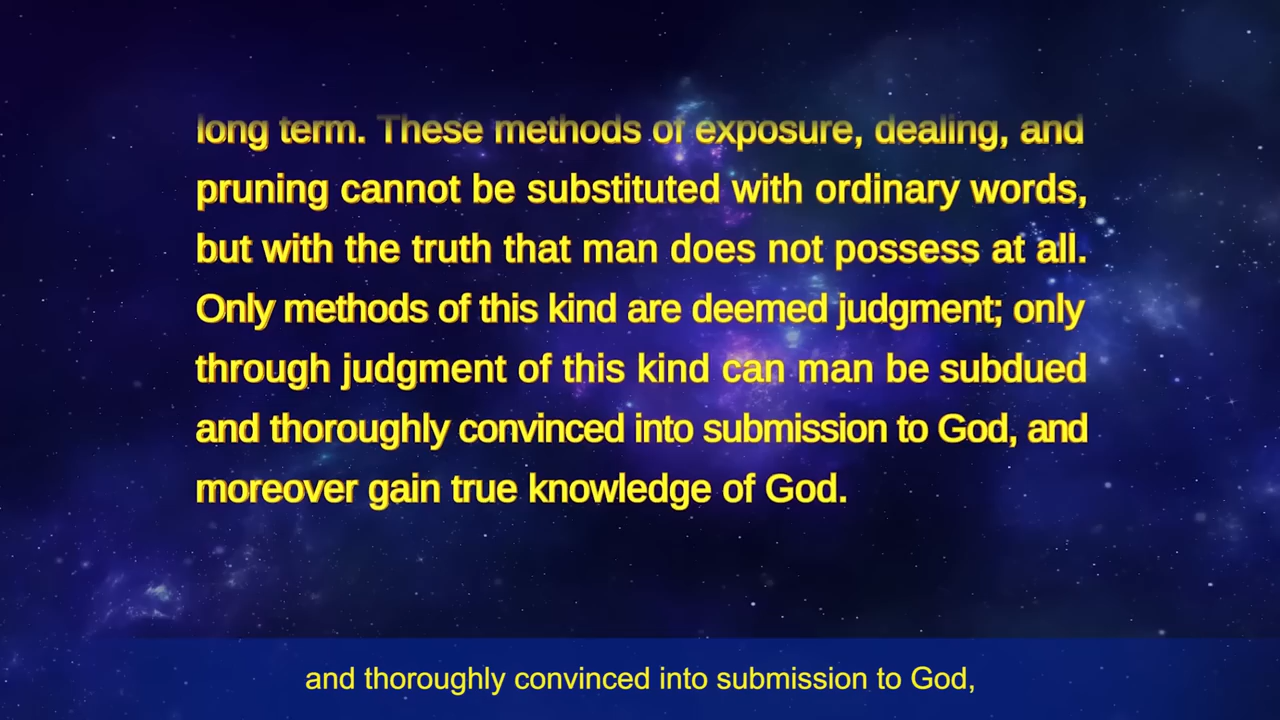 long term. These methods of exposure, dealing, and
pruning cannot be substituted with ordinary words,
but with the truth that man does not possess at all.
Only methods of this kind are deemed judgment; only
through judgment of this kind can man be subdued
and thoroughly convinced into submission to God, and
moreover gain true knowledge of God.
and thoroughly convinced into submission to God,